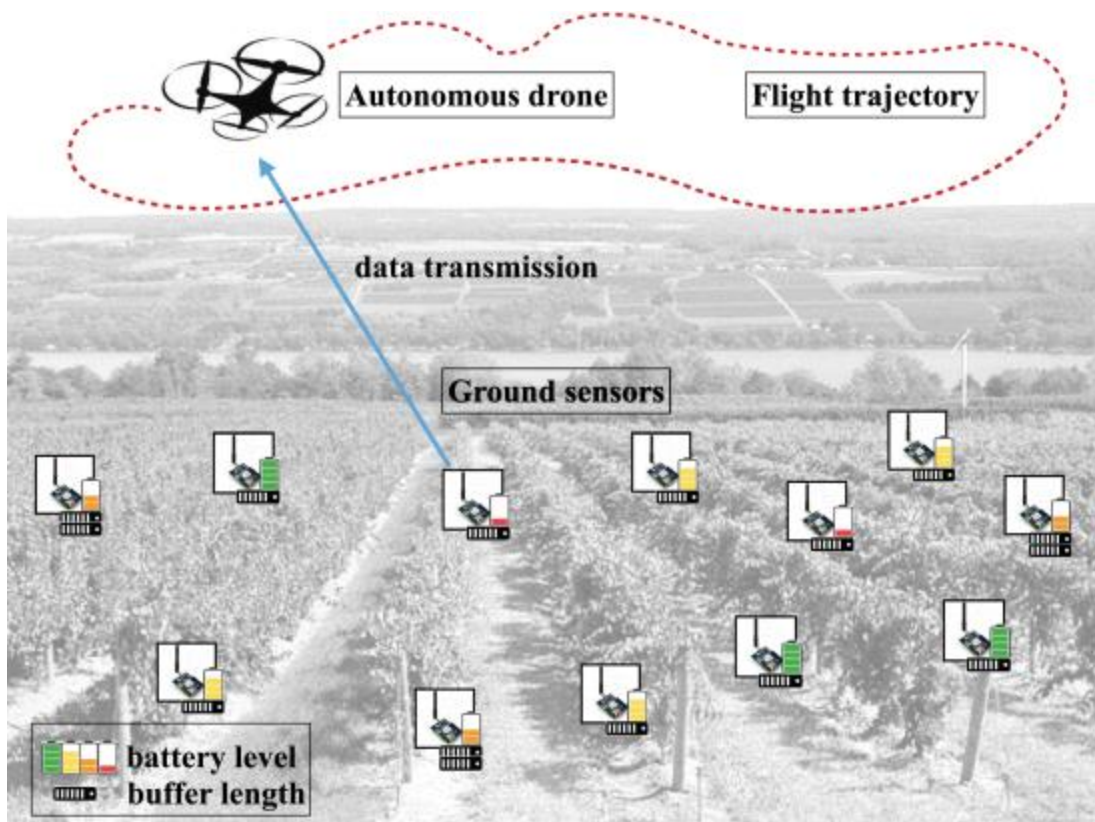 Autonomous drone
Flight trajectory
data transmission
Ground sensors
battery level
buffer length